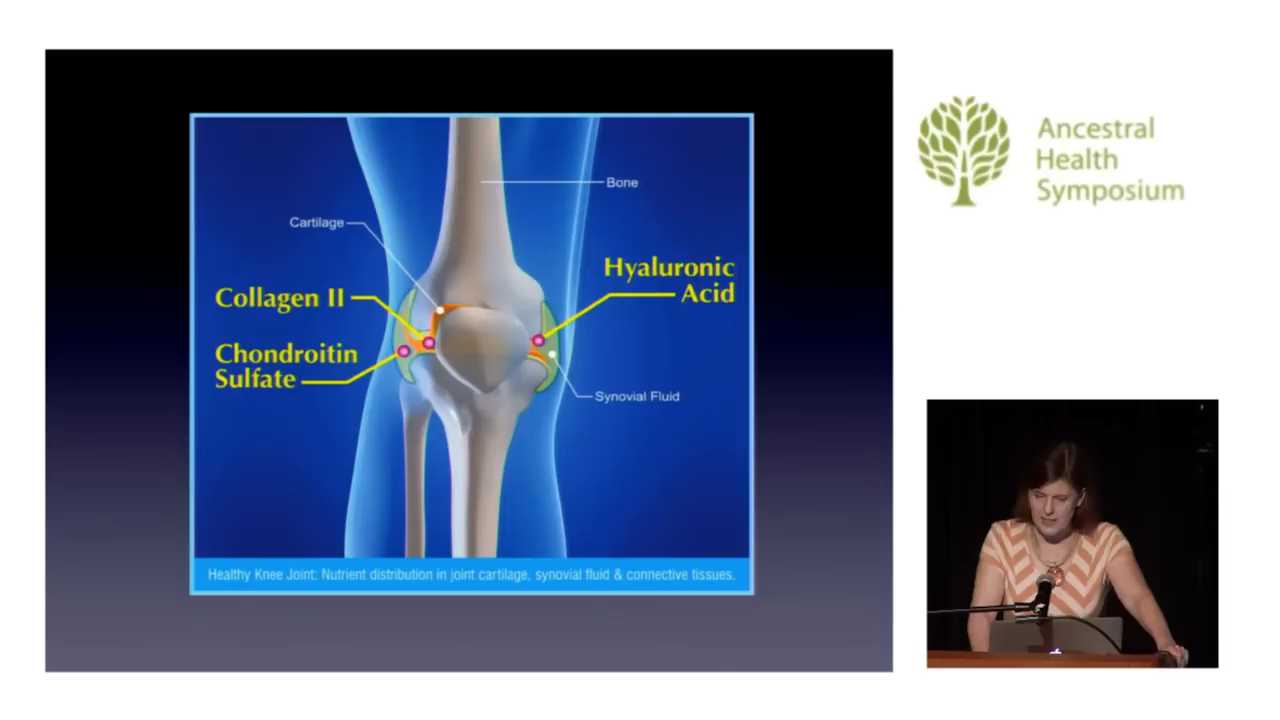 Bone
Cartilage
Hyaluronic
Acid
Collagen II
Chondroitin
Sulfate
Synovial Fluid
Healthy Knee Joint: Nutrient distribution in joint cartilage, synovial fluid & connective tissues.
Ancestral
Health
Symposium